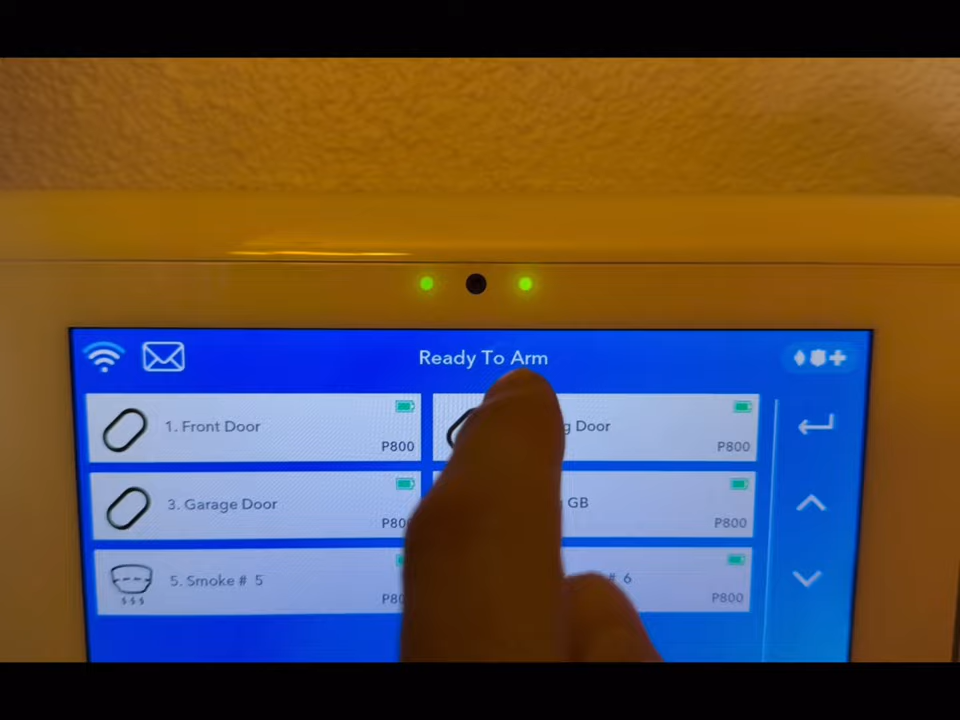 Ready To Arm
1. Front Door
P800
Door
P800
3. Garage Door
P80
GB
P800
5. Smoke # 5
P80
# 6
P800